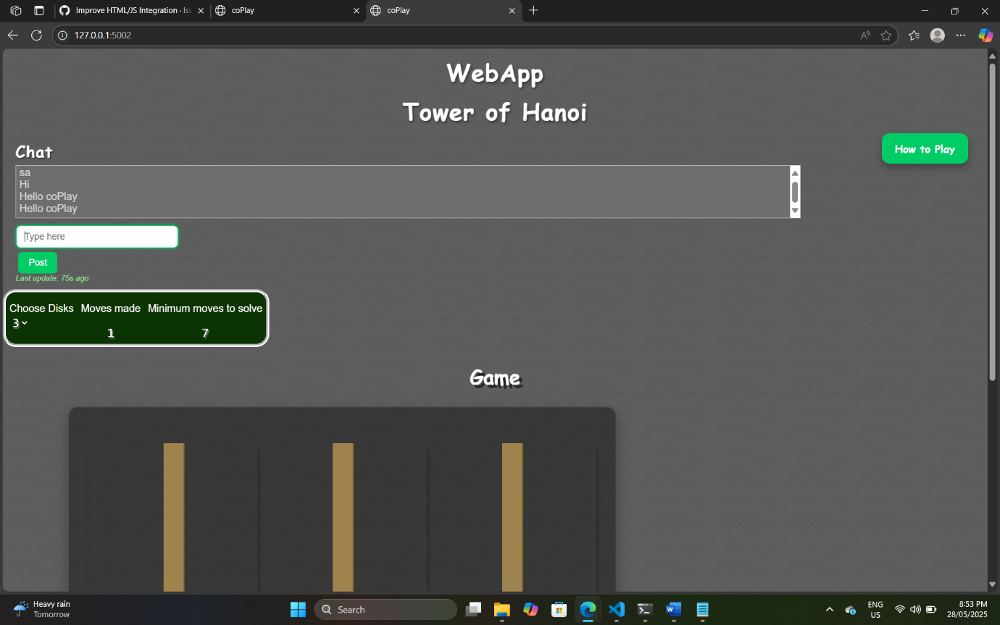 Improve HTML/JS Integration · Iss
coPlay
coPlay
127.0.0.1:5002
WebApp
Tower of Hanoi
How to Play
Chat
sa
Hi
Hello coPlay
Hello coPlay
Type here
Post
Last update: 75s ago
Choose Disks Moves made Minimum moves to solve
3
1 7
Game
Heavy rain
Tomorrow
Search
ENG
US
8:53 PM
28/05/2025